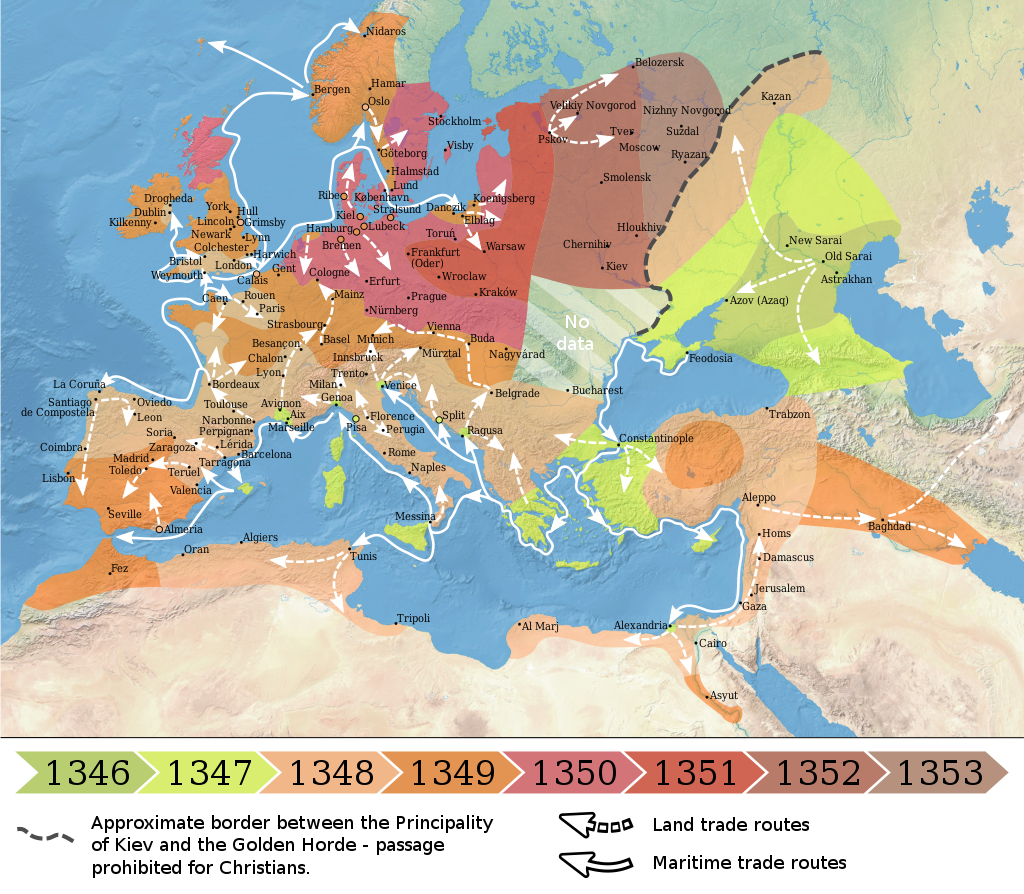 Nidaros
Belozersk
Hamar
Bergen
Oslo
Kazan
Velikiy Novgorod
Nizhny Novgorod
Stockholm
Tver
Suzdal
Pskov
Moscow
Visby
Göteborg
Ryazan
Halmstad
Smolensk
Lund
Ribe
København
Drogheda
Koenigsberg
York
Danczik
Dublin
Hull
Kiel
Stralsund
Elbląg
Kilkenny
Lincoln
Grimsby
Hamburg
Lubeck
Hloukhiv
Newark
Lynn
Toruń
Bremen
Chernihiv
New Sarai
Colchester
Harwich
Warsaw
Frankfurt
(Oder)
Old Sarai
Bristol
London
Gent
Kiev
Weymouth
Calais
Cologne
Wroclaw
Astrakhan
Erfurt
Caen
Rouen
Mainz
Prague
Kraków
Azov (Azaq)
Paris
Nürnberg
No
data
Strasbourg
Vienna
Besançon
Basel
Munich
Buda
Chalon
Innsbruck
Mürztal
Nagyvárad
Feodosia
Lyon
Trento
La Coruña
Bordeaux
Milan
Venice
Bucharest
Santiago
de Compostela
Oviedo
Toulouse
Avignon
Genoa
Belgrade
Leon
Aix
Florence
Split
Trabzon
Narbonne
Marseille
Pisa
Soria
Perpignan
Perugia
Ragusa
Coimbra
Zaragoza
Lérida
Constantinople
Madrid
Barcelona
Rome
Toledo
Teruel
Tarragona
Lisbon
Naples
Valencia
Aleppo
Seville
Messina
Almeria
Baghdad
Algiers
Homs
Oran
Tunis
Damascus
Fez
Jerusalem
Gaza
Tripoli
Al Marj
Alexandria
Cairo
Asyut
1346 1347 1348 1349 1350 1351 1352 1353
Approximate border between the Principality
of Kiev and the Golden Horde - passage
prohibited for Christians.
Land trade routes
Maritime trade routes